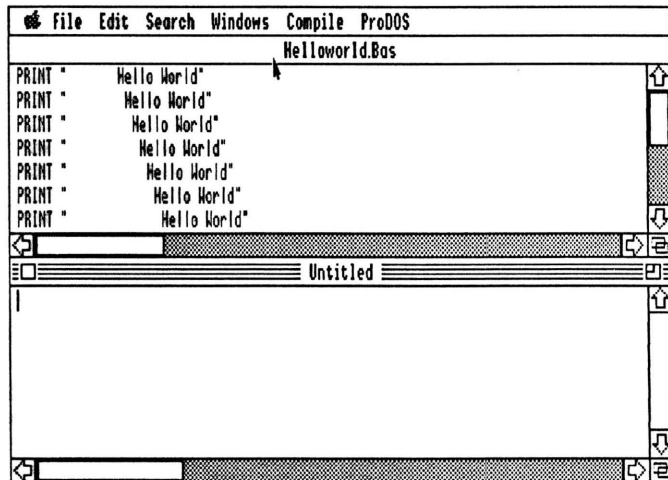 File Edit Search Windows Compile ProDOS
Helloworld.Bas
PRINT "       Hello World"
PRINT "        Hello World"
PRINT "         Hello World"
PRINT "          Hello World"
PRINT "           Hello World"
PRINT "            Hello World"
PRINT "             Hello World"
Untitled